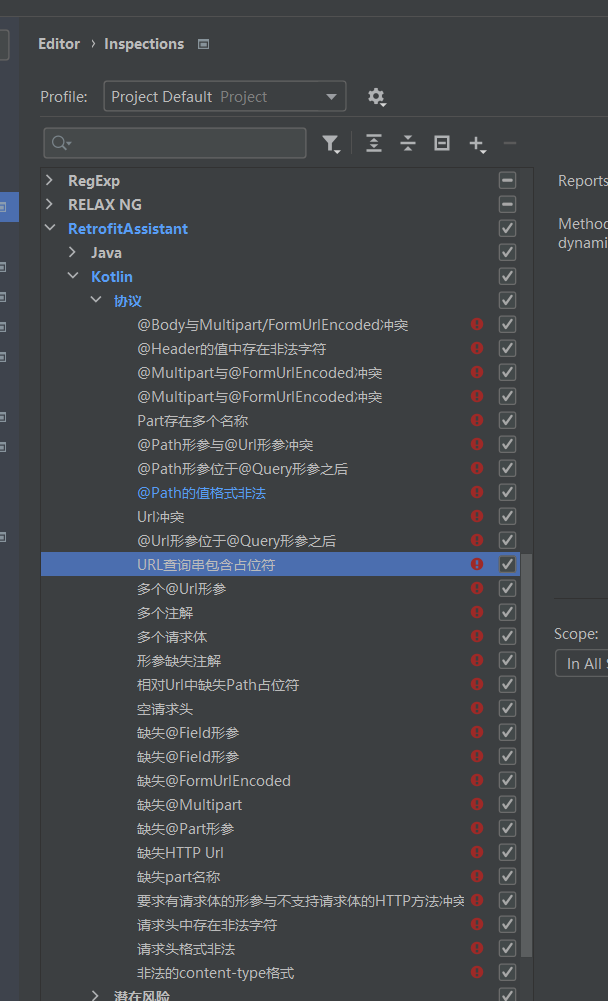 Editor › Inspections
Profile: Project Default Project
RegExp
Reports
RELAX NG
RetrofitAssistant
Method
Java
dynami
Kotlin
协议
@Body与Multipart/FormUrlEncoded冲突
@Header的值中存在非法字符
@Multipart与@FormUrlEncoded冲突
@Multipart与@FormUrlEncoded冲突
Part存在多个名称
@Path形参与@Url形参冲突
@Path形参位于@Query形参之后
@Path的值格式非法
Url冲突
@Url形参位于@Query形参之后
URL查询串包含占位符
多个@Url形参
多个注解
多个请求体
Scope:
形参缺失注解
In All S
相对Url中缺失Path占位符
空请求头
缺失@Field形参
缺失@Field形参
缺失@FormUrlEncoded
缺失@Multipart
缺失@Part形参
缺失HTTP Url
缺失part名称
要求有请求体的形参与不支持请求体的HTTP方法冲突
请求头中存在非法字符
请求头格式非法
非法的content-type格式
潜在风险